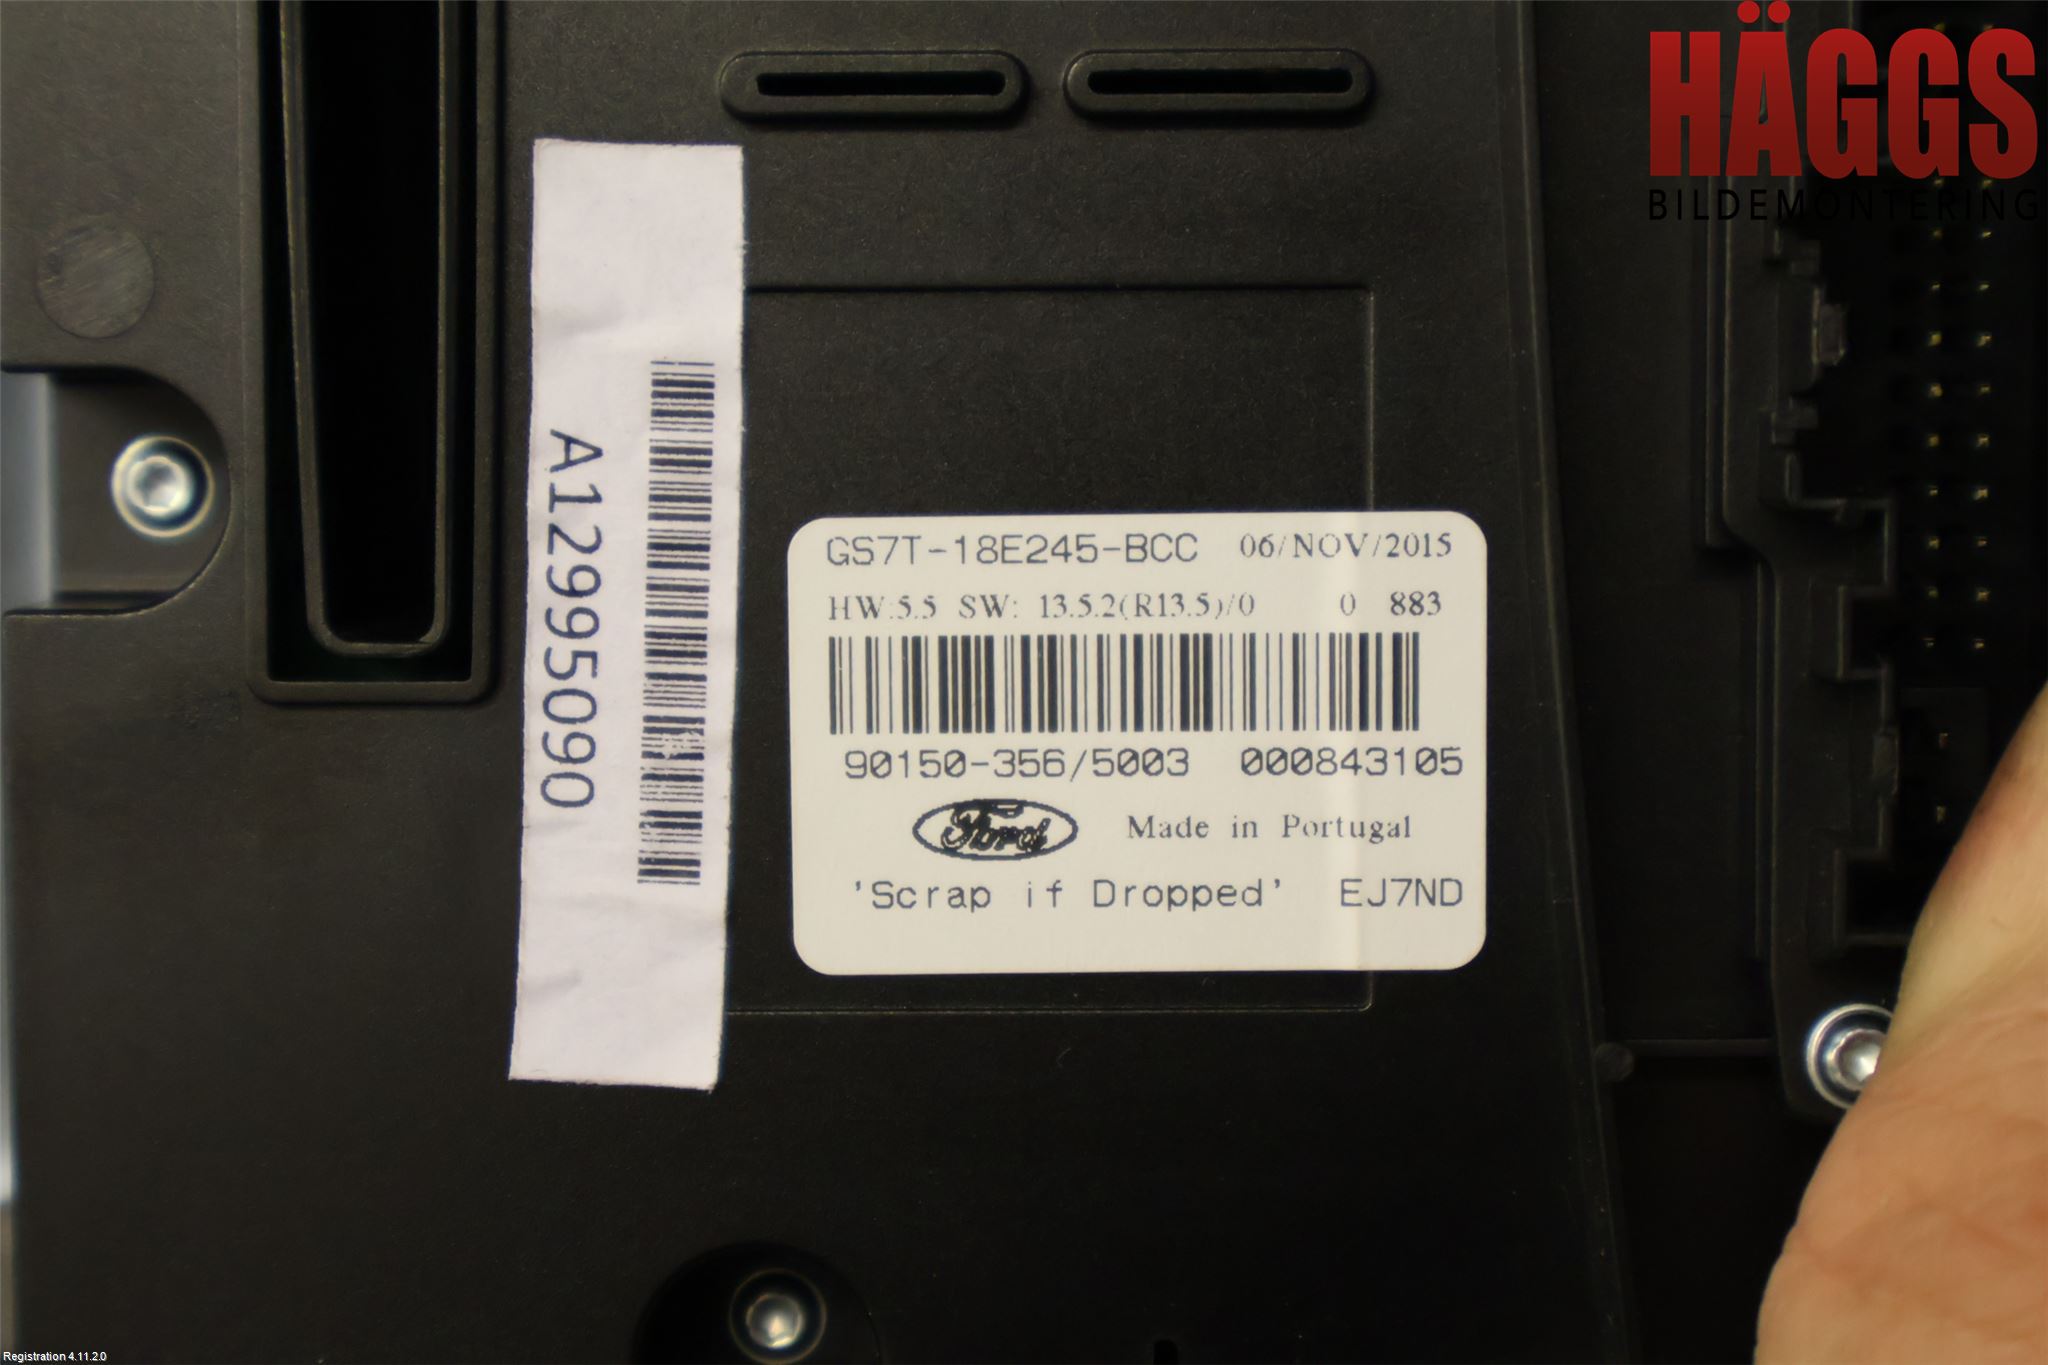 HÄGGS
BILDEMONTERING
A12995090
GS7T-18E245-BCC 06/NOV/2015
HW:5.5 SW: 13.5.2(R13.5)/0 0 883
90150-356/5003 000843105
Ford Made in Portugal
'Scrap if Dropped' EJ7ND
Registration 4.11.2.0